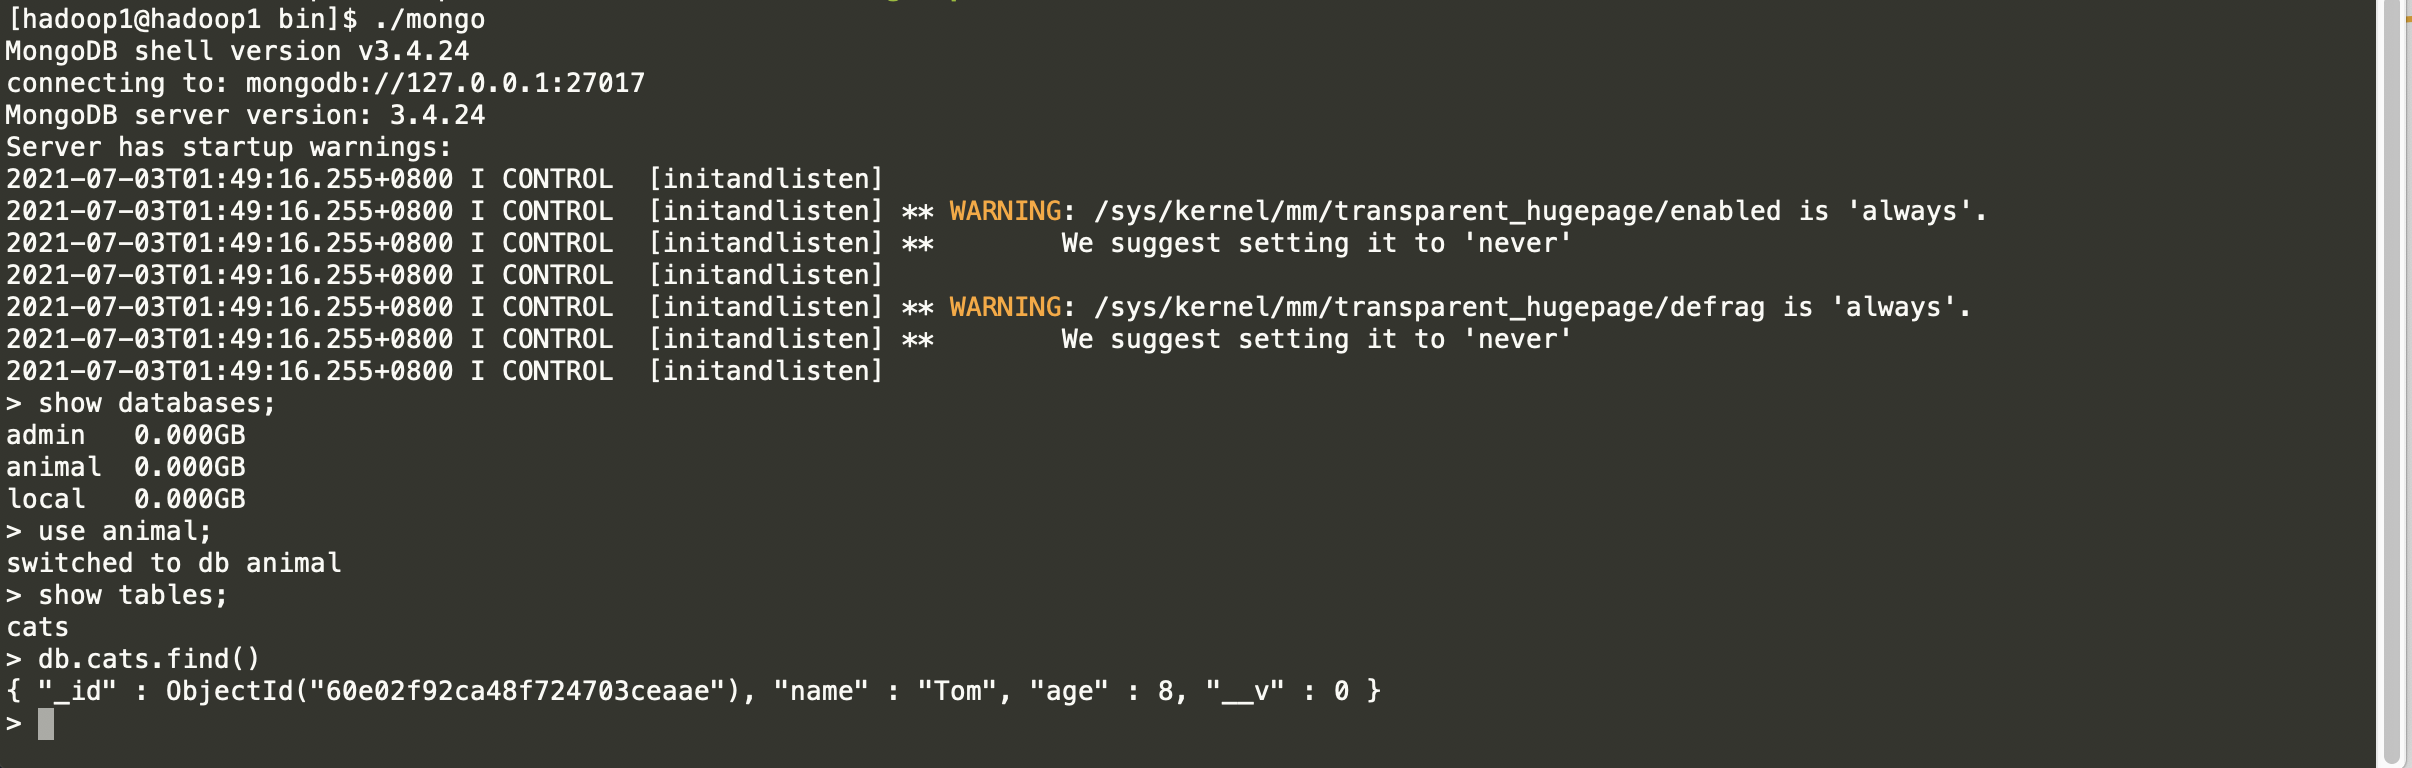 [hadoop1@hadoop1 bin]$ ./mongo
MongoDB shell version v3.4.24
connecting to: mongodb://127.0.0.1:27017
MongoDB server version: 3.4.24
Server has startup warnings:
2021-07-03T01:49:16.255+0800 I CONTROL  [initandlisten]
2021-07-03T01:49:16.255+0800 I CONTROL  [initandlisten] ** WARNING: /sys/kernel/mm/transparent_hugepage/enabled is 'always'.
2021-07-03T01:49:16.255+0800 I CONTROL  [initandlisten] **        We suggest setting it to 'never'
2021-07-03T01:49:16.255+0800 I CONTROL  [initandlisten]
2021-07-03T01:49:16.255+0800 I CONTROL  [initandlisten] ** WARNING: /sys/kernel/mm/transparent_hugepage/defrag is 'always'.
2021-07-03T01:49:16.255+0800 I CONTROL  [initandlisten] **        We suggest setting it to 'never'
2021-07-03T01:49:16.255+0800 I CONTROL  [initandlisten]
> show databases;
admin   0.000GB
animal  0.000GB
local   0.000GB
> use animal;
switched to db animal
> show tables;
cats
> db.cats.find()
{ "_id" : ObjectId("60e02f92ca48f724703ceaae"), "name" : "Tom", "age" : 8, "__v" : 0 }
>